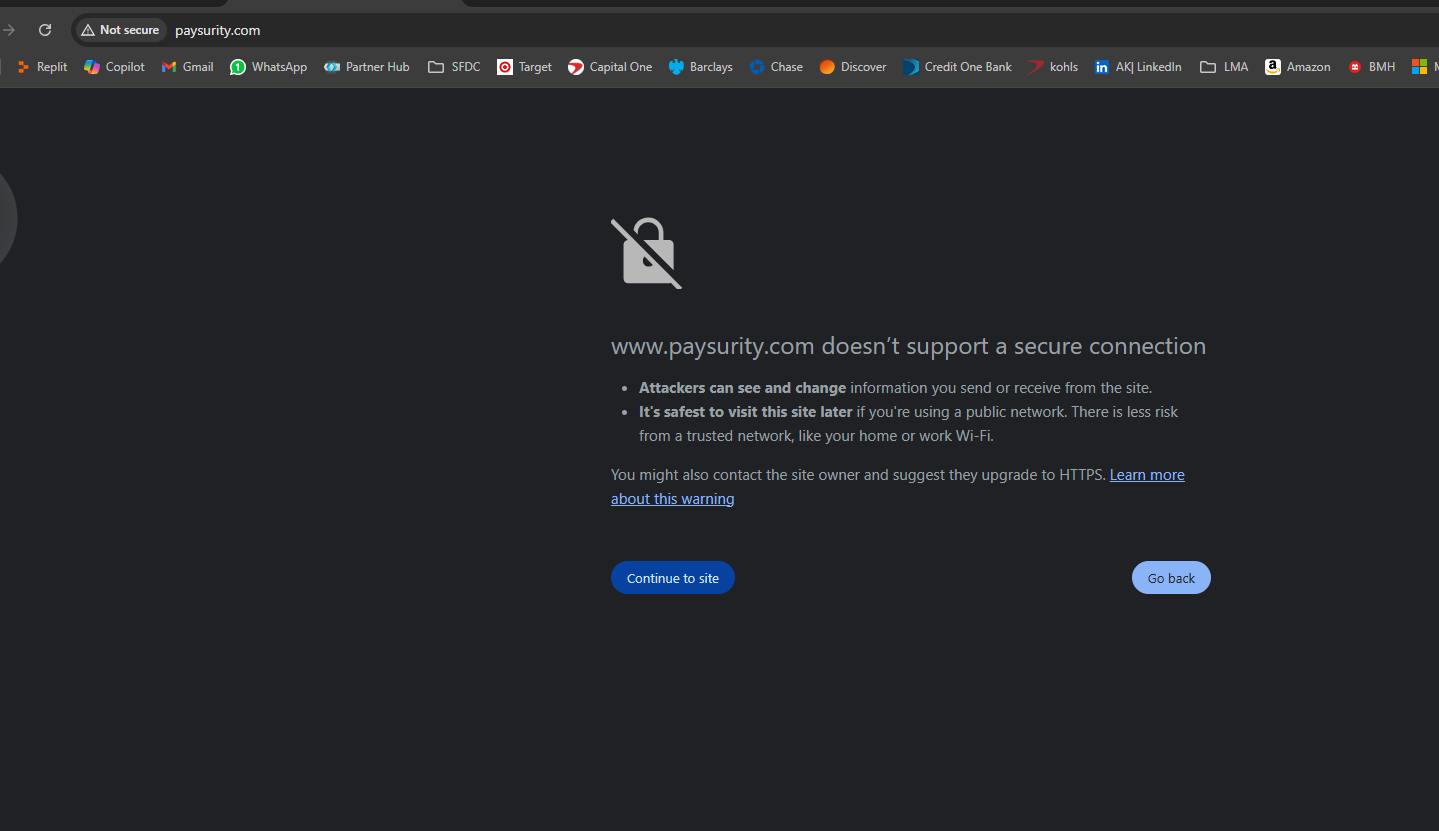 Not secure paysurity.com
Replit Copilot Gmail WhatsApp Partner Hub SFDC Target Capital One Barclays Chase Discover Credit One Bank kohls AK| LinkedIn LMA Amazon BMH
www.paysurity.com doesn’t support a secure connection
• Attackers can see and change information you send or receive from the site.
• It's safest to visit this site later if you're using a public network. There is less risk
from a trusted network, like your home or work Wi-Fi.
You might also contact the site owner and suggest they upgrade to HTTPS. Learn more
about this warning
Continue to site Go back